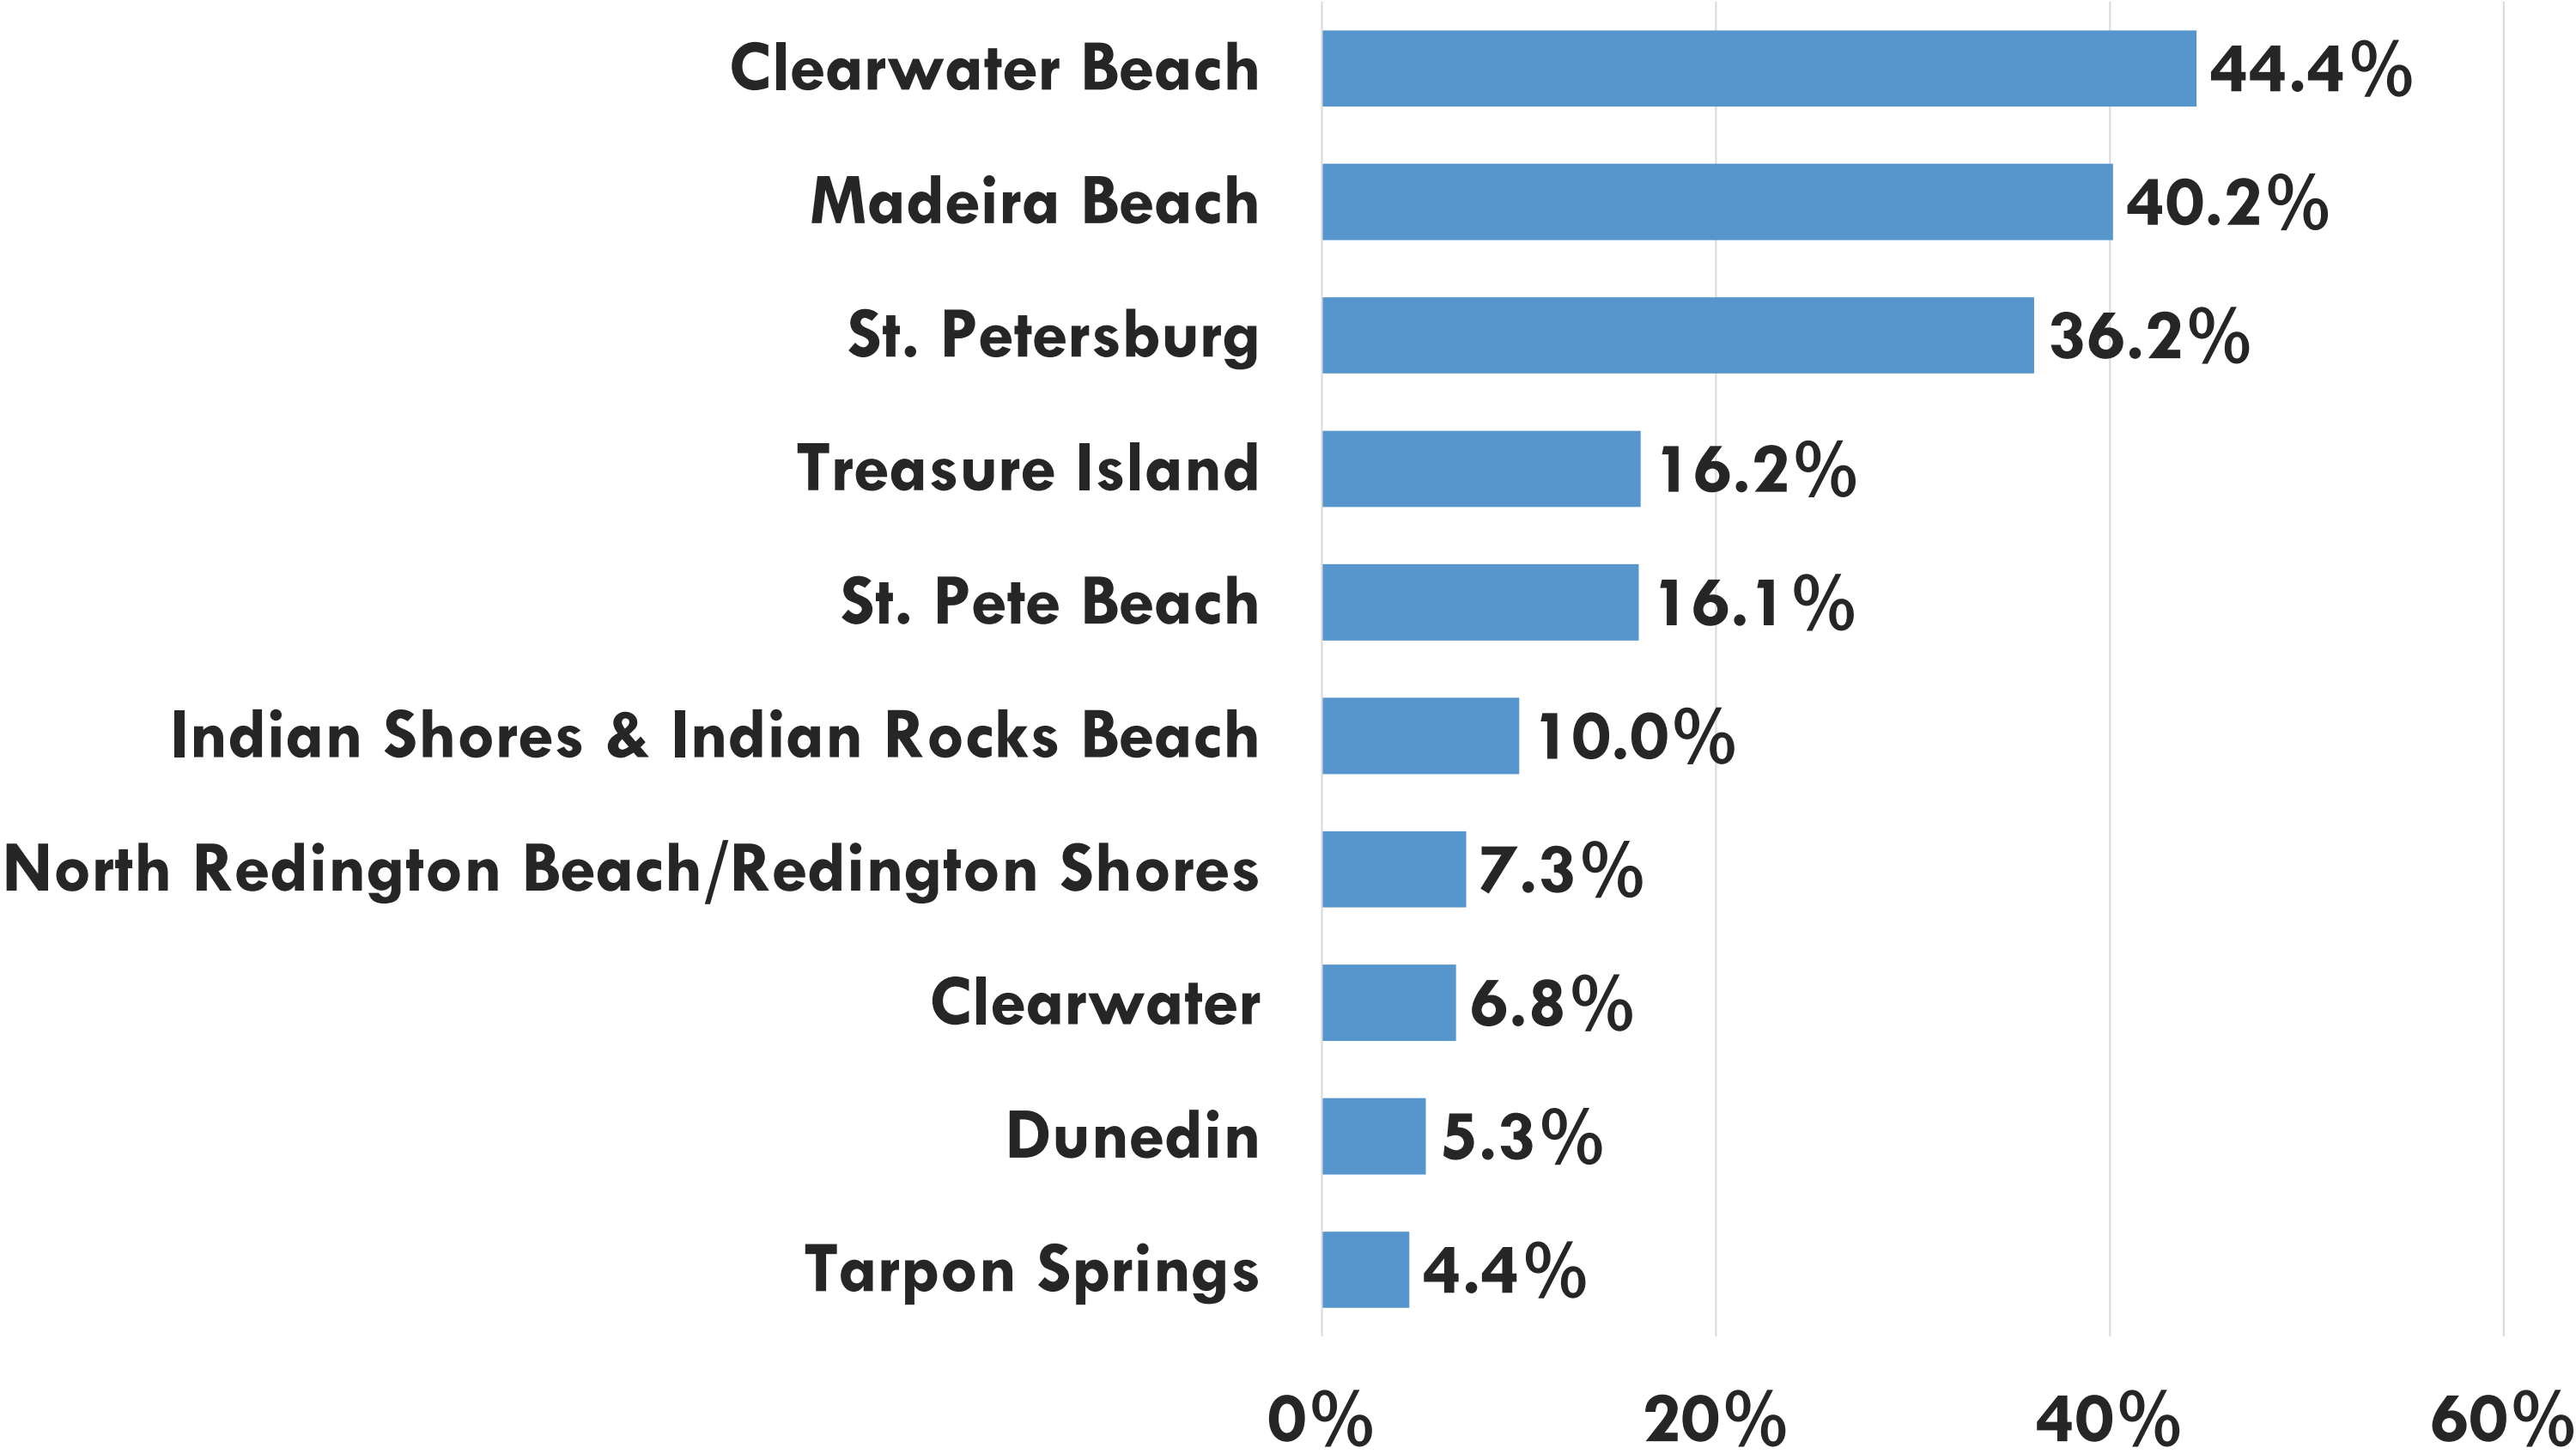 Clearwater Beach 44.4%
Madeira Beach 40.2%
St. Petersburg 36.2%
Treasure Island 16.2%
St. Pete Beach 16.1%
Indian Shores & Indian Rocks Beach 10.0%
North Redington Beach/Redington Shores 7.3%
Clearwater 6.8%
Dunedin 5.3%
Tarpon Springs 4.4%
0% 20% 40% 60%